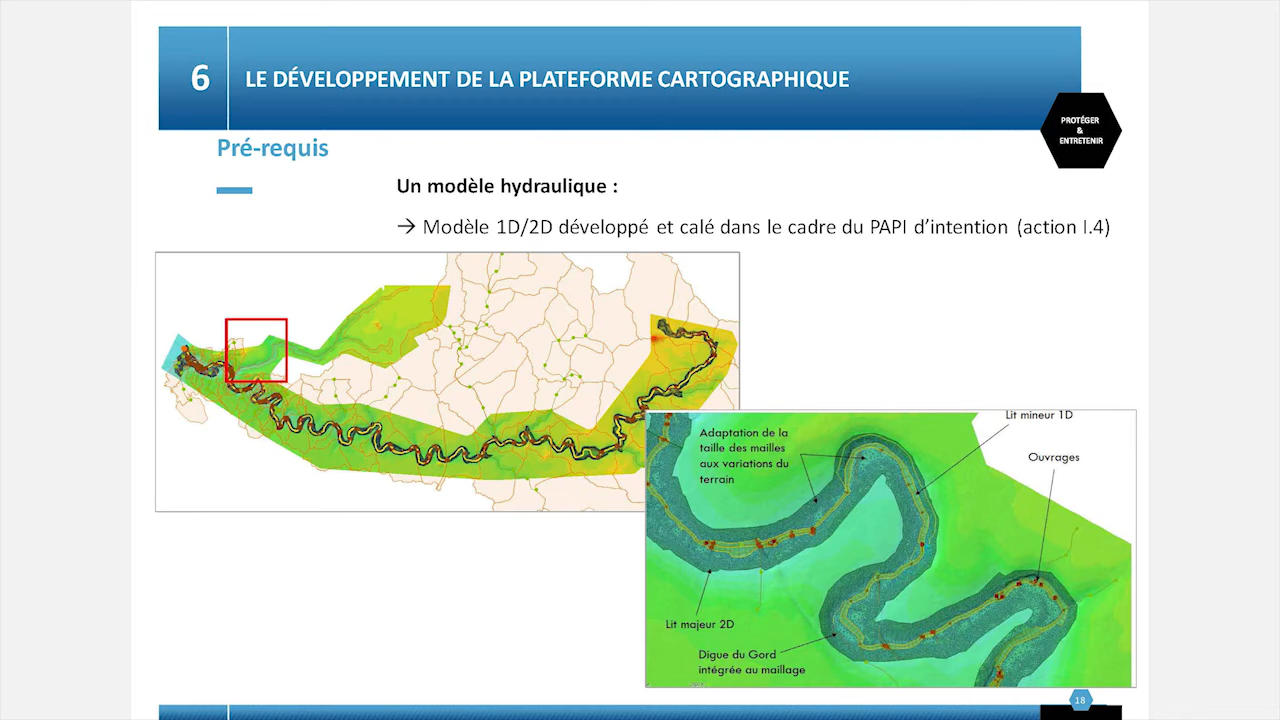 6
LE DÉVELOPPEMENT DE LA PLATEFORME CARTOGRAPHIQUE
PROTÉGER
&
ENTRETENIR
Pré-requis
Un modèle hydraulique :
→ Modèle 1D/2D développé et calé dans le cadre du PAPI d’intention (action I.4)
Lit mineur 1D
Adaptation de la
taille des mailles
aux variations du
terrain
Ouvrages
Lit majeur 2D
Digue du Gord
intégrée au maillage
18